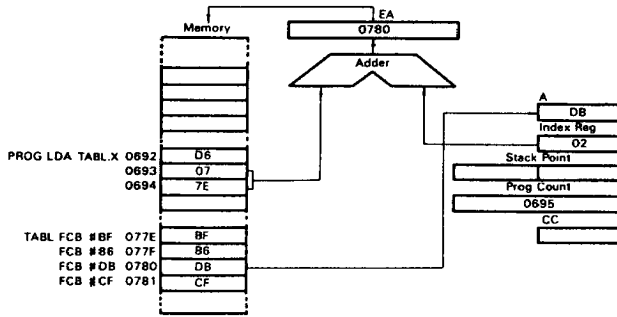 EA
Memory
0780
Adder
A
DB
Index Reg
02
Stack Point
Prog Count
0695
CC
PROG LDA TABL.X 0692 D6
0693 07
0694 7E
TABL FCB #BF 077E BF
FCB #86 077F 86
FCB #DB 0780 DB
FCB #CF 0781 CF